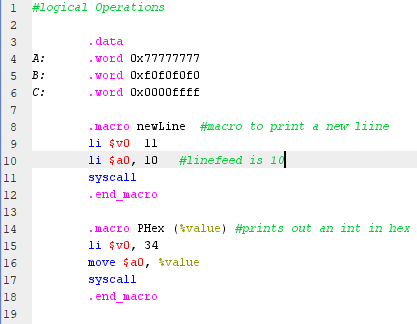 1 #logical Operations
2
3 .data
4 A: .word 0x77777777
5 B: .word 0xf0f0f0f0
6 C: .word 0x0000ffff
7
8 .macro newLine #macro to print a new liine
9 li $v0 11
10 li $a0, 10 #linefeed is 10
11 syscall
12 .end_macro
13
14 .macro PHex (%value) #prints out an int in hex
15 li $v0, 34
16 move $a0, %value
17 syscall
18 .end_macro
19